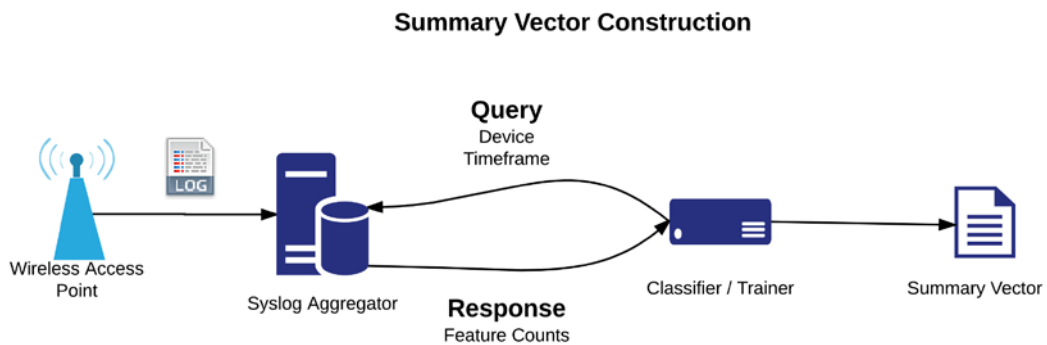 Summary Vector Construction
Query
Device
Timeframe
LOG
Wireless Access
Point
Syslog Aggregator
Response
Feature Counts
Classifier / Trainer
Summary Vector